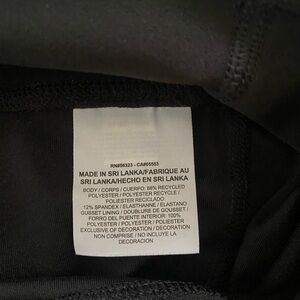 RN#56323 - CA#05553
MADE IN SRI LANKA/FABRIQUE AU
SRI LANKA/HECHO EN SRI LANKA
BODY / CORPS / CUERPO: 88% RECYCLED
POLYESTER / POLYESTER RECYCLE /
POLIESTER RECICLADO
12% SPANDEX / ELASTHANNE / ELASTANO
GUSSET LINING / DOUBLURE DE GOUSSET /
FORRO DEL PUENTE INTERIOR: 100%
POLYESTER / POLYESTER / POLIESTER
EXCLUSIVE OF DECORATION / DECORATION
NON COMPRISE / NO INCLUYE LA
DECORACION